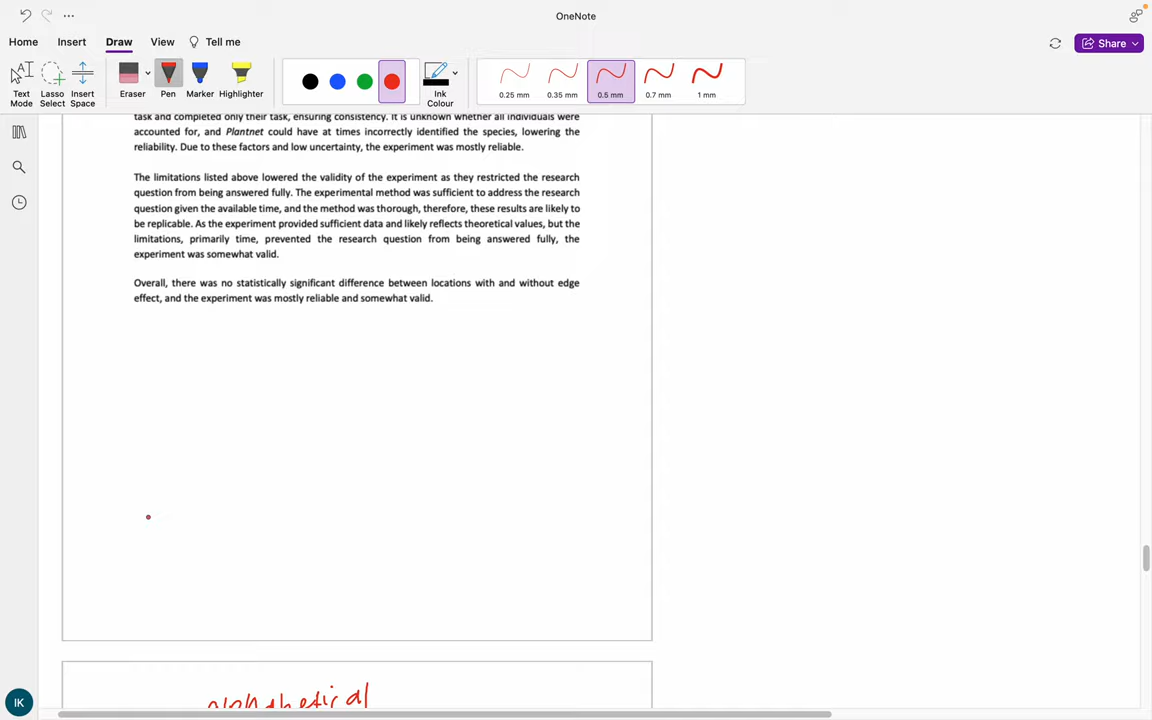 OneNote
Home Insert Draw View Tell me
Share
Text Mode
Lasso Select
Insert Space
Eraser
Pen
Marker
Highlighter
Ink Colour
0.25 mm
0.35 mm
0.5 mm
0.7 mm
1 mm
task and completed only their task, ensuring consistency. It is unknown whether all individuals were
accounted for, and Plantnet could have at times incorrectly identified the species, lowering the
reliability. Due to these factors and low uncertainty, the experiment was mostly reliable.
The limitations listed above lowered the validity of the experiment as they restricted the research
question from being answered fully. The experimental method was sufficient to address the research
question given the available time, and the method was thorough, therefore, these results are likely to
be replicable. As the experiment provided sufficient data and likely reflects theoretical values, but the
limitations, primarily time, prevented the research question from being answered fully, the
experiment was somewhat valid.
Overall, there was no statistically significant difference between locations with and without edge
effect, and the experiment was mostly reliable and somewhat valid.
IK